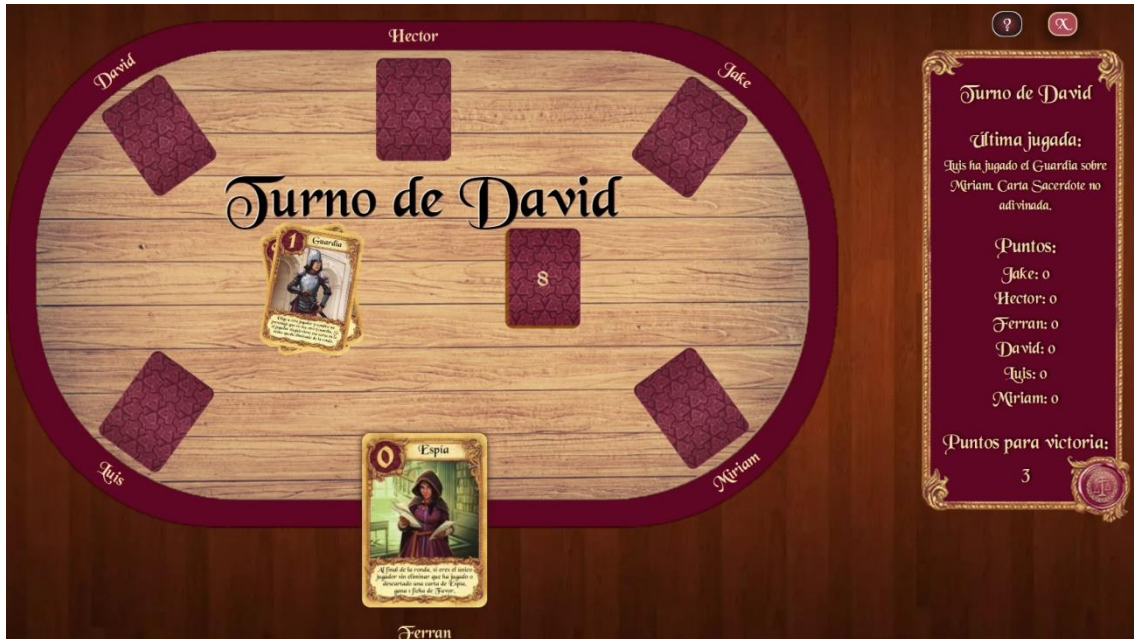 Hector
David
Jake
?
X
Turno de David
Turno de David
Última jugada:
Luis ha jugado el Guardia sobre
Miriam. Carta Sacerdote no
adivinada.
Puntos:
Jake: 0
Hector: 0
Ferran: 0
David: 0
Luis: 0
Miriam: 0
Puntos para victoria:
3
1
Guardia
8
Luis
Miriam
0
Espía
Al final de la ronda, si eres el único
jugador sin eliminar que ha jugado o
descartado una carta de Espía,
gana 1 ficha de Favor.
Ferran